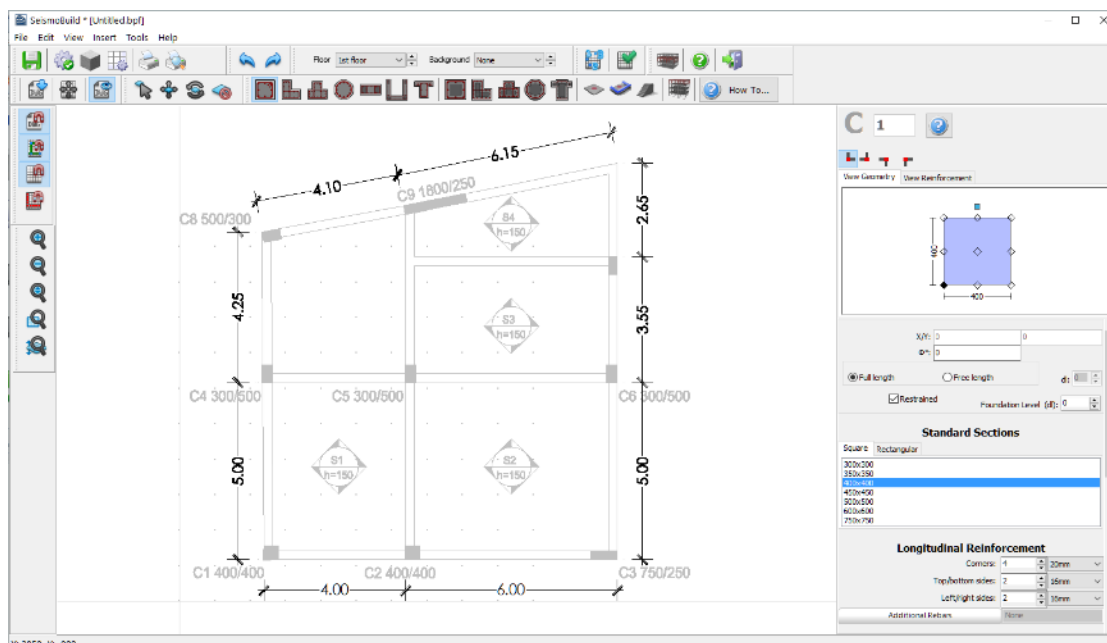 SeismoBuild * [Untitled.bpf]
File Edit View Insert Tools Help
Floor 1st floor Background None
How To...
C 1
View Geometry View Reinforcement
400
400
X/Y: 0 0
0
Full length Free length d: 0
Restrained Foundation Level (dl): 0
Standard Sections
Square Rectangular
300x300
350x350
400x400
450x450
500x500
600x600
750x750
Longitudinal Reinforcement
Corners: 4 20mm
Top/bottom sides: 2 16mm
Left/right sides: 2 16mm
Additional Rebars None
6.15
4.10
C9 1800/250
C8 500/300
S4
h=150
2.65
4.25
S3
h=150
3.55
C4 300/500 C5 300/500 C6 300/500
5.00
S1
h=150
S2
h=150
5.00
C1 400/400 C2 400/400 C3 750/250
4.00 6.00